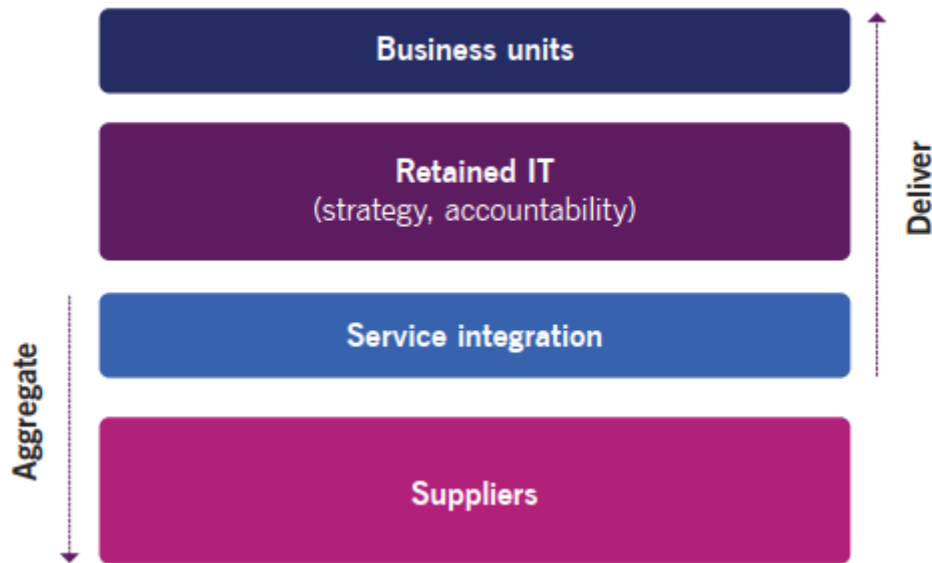 Business units
Retained IT
(strategy, accountability)
Deliver
Service integration
Aggregate
Suppliers